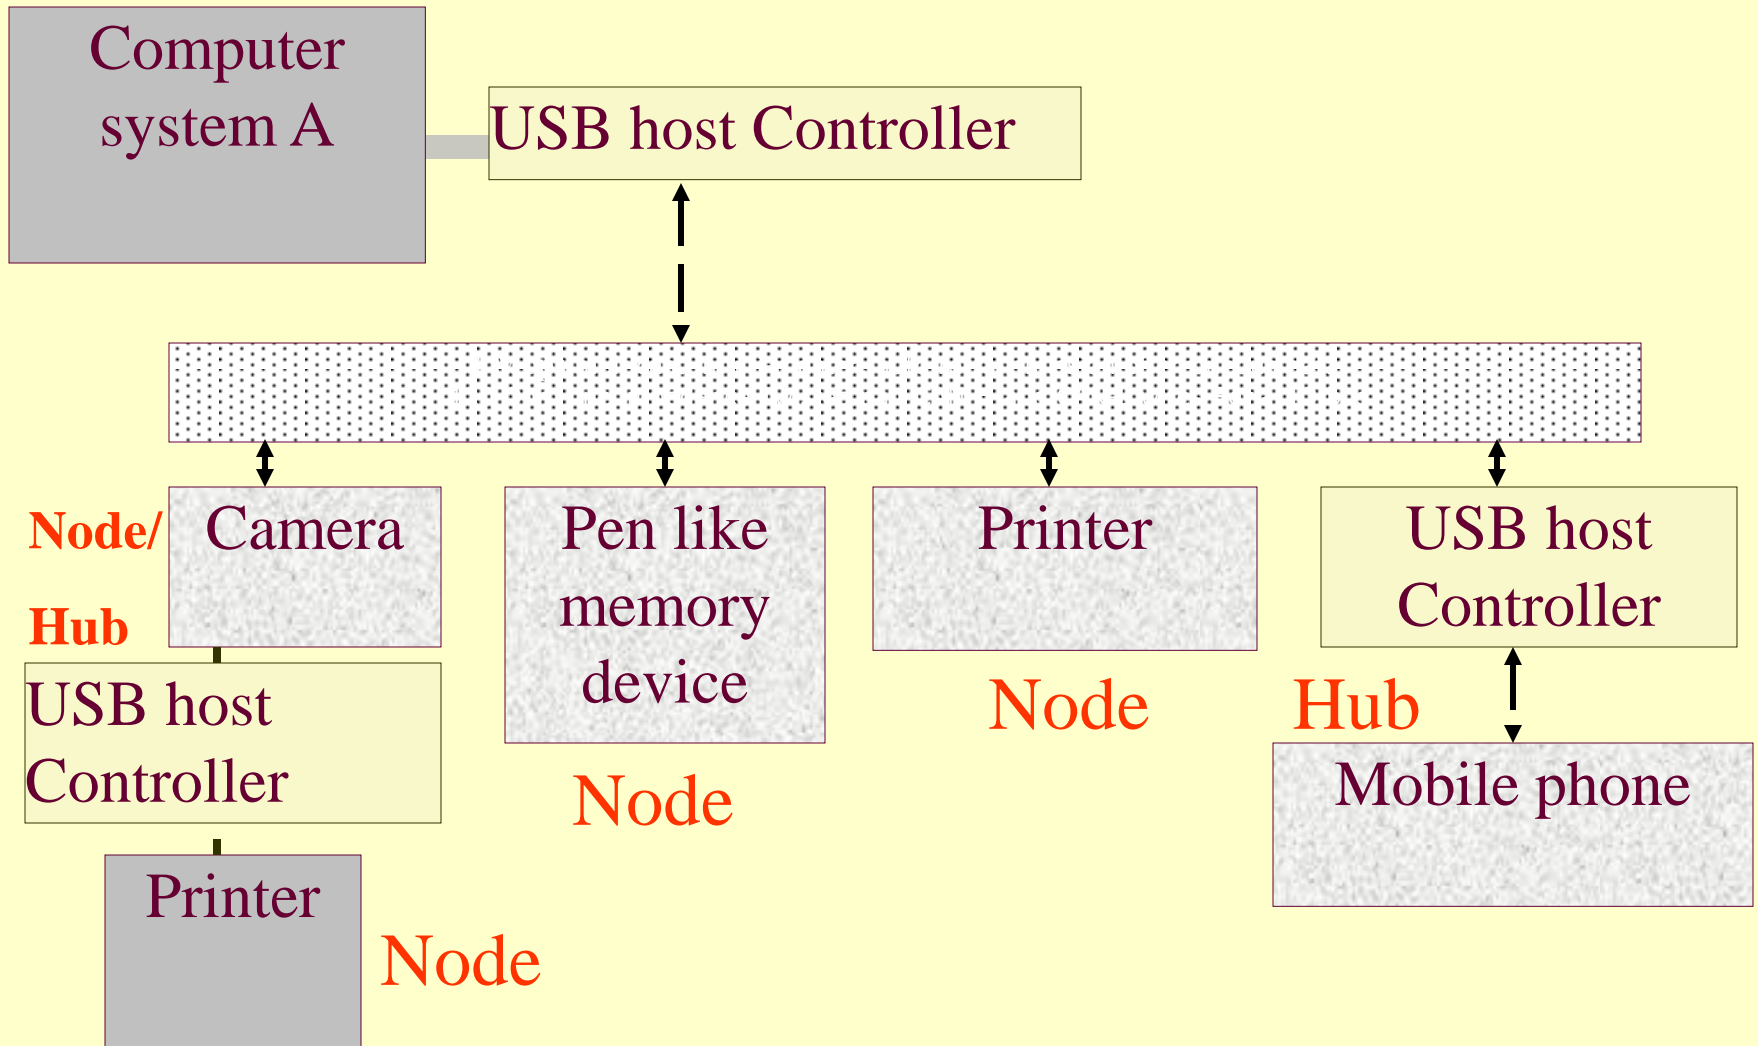 Computer
system A
USB host Controller
Node/
Hub
Camera
Pen like
memory
device
Printer
USB host
Controller
USB host
Controller
Node
Node
Hub
Mobile phone
Printer
Node